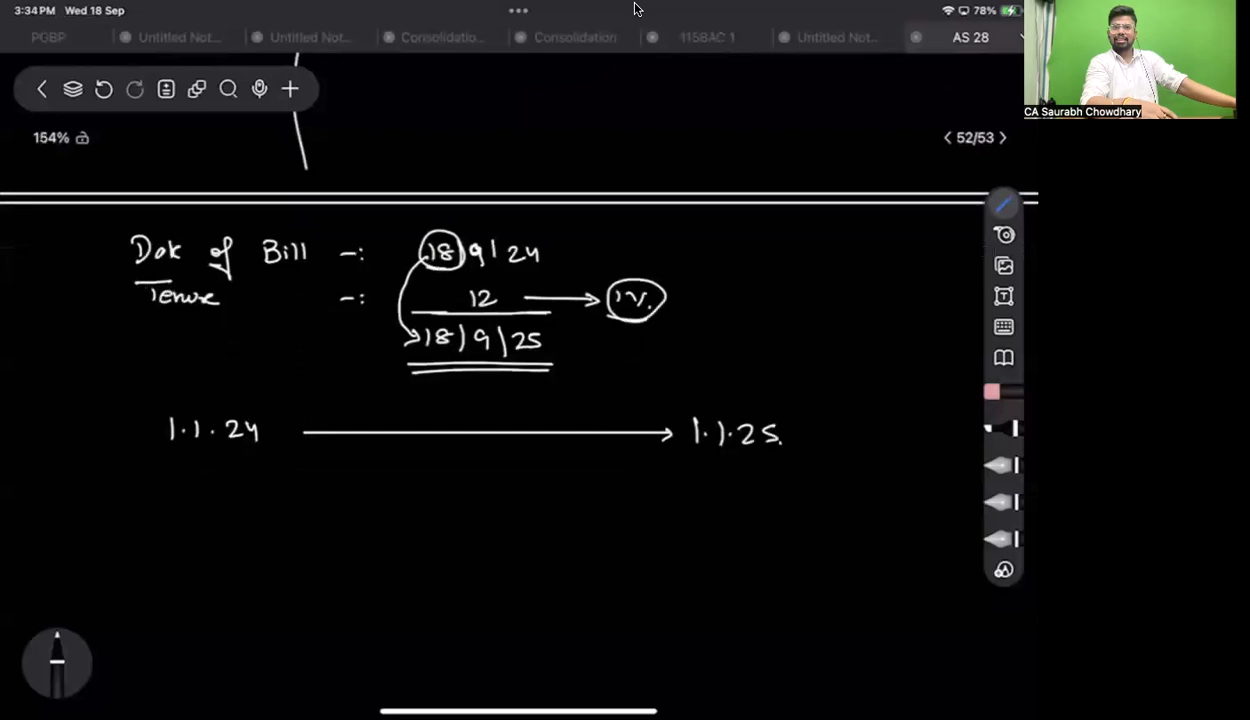 3:34 PM Wed 18 Sep
78%
PGBP
Untitled Not...
Untitled Not...
Consolidatio...
Consolidation
115BAC 1
Untitled Not...
AS 28
CA Saurabh Chowdhary
154%
52/53
Date of Bill -: 18/9/24
Tenure -: 12 → 1Y.
18/9/25
1.1.24 → 1.1.25.